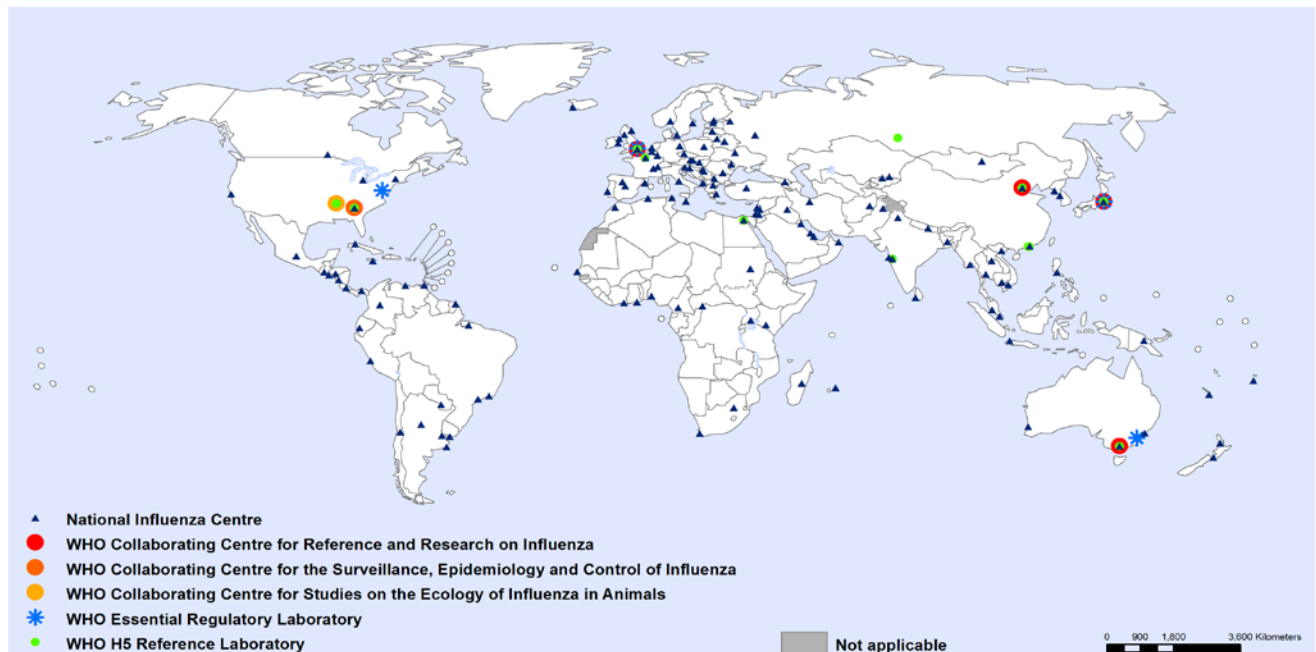 National Influenza Centre
WHO Collaborating Centre for Reference and Research on Influenza
WHO Collaborating Centre for the Surveillance, Epidemiology and Control of Influenza
WHO Collaborating Centre for Studies on the Ecology of Influenza in Animals
WHO Essential Regulatory Laboratory
WHO H5 Reference Laboratory
Not applicable
0 900 1,800 3,600 Kilometers